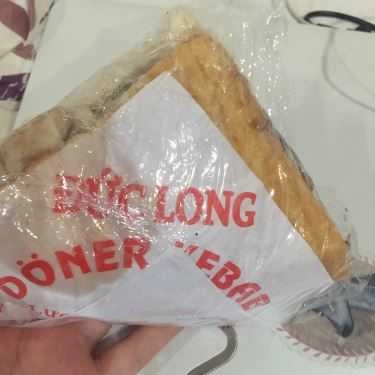 ĐỨC LONG
DÖNER KEBAB